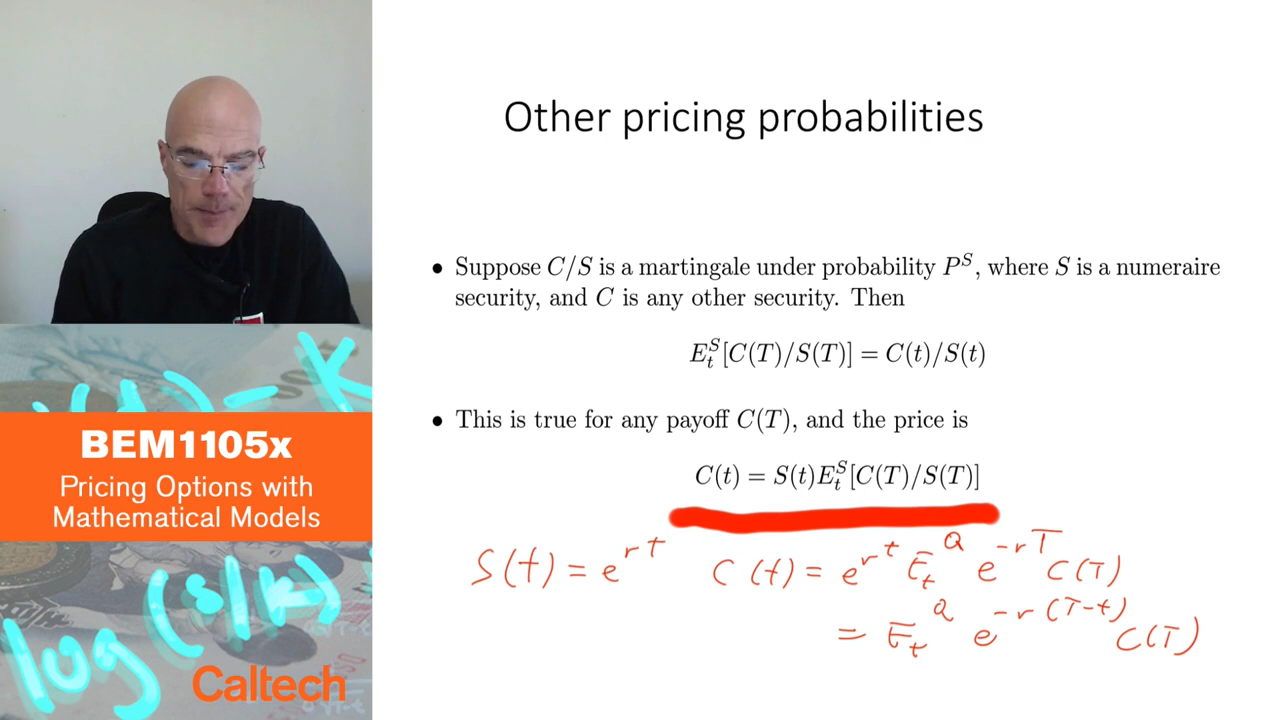 Other pricing probabilities
• Suppose C/S is a martingale under probability P^S, where S is a numeraire
security, and C is any other security. Then
E_t^S[C(T)/S(T)] = C(t)/S(t)
• This is true for any payoff C(T), and the price is
C(t) = S(t)E_t^S[C(T)/S(T)]
S(t) = e^{rt} C(t) = e^{rt} E_t^Q e^{-rT} C(T)
= E_t^Q e^{-r(T-t)} C(T)
- K
BEM1105x
Pricing Options with
Mathematical Models
log (s/k)
Caltech